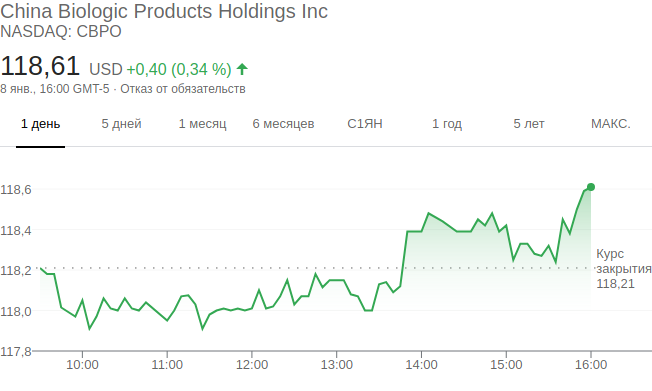 China Biologic Products Holdings Inc
NASDAQ: CBPO
118,61 USD +0,40 (0,34 %)
8 янв., 16:00 GMT-5 · Отказ от обязательств
1 день 5 дней 1 месяц 6 месяцев С1ЯН 1 год 5 лет МАКС.
118,6
118,4
Курс
закрытия
118,2
118,21
118,0
117,8
10:00 11:00 12:00 13:00 14:00 15:00 16:00